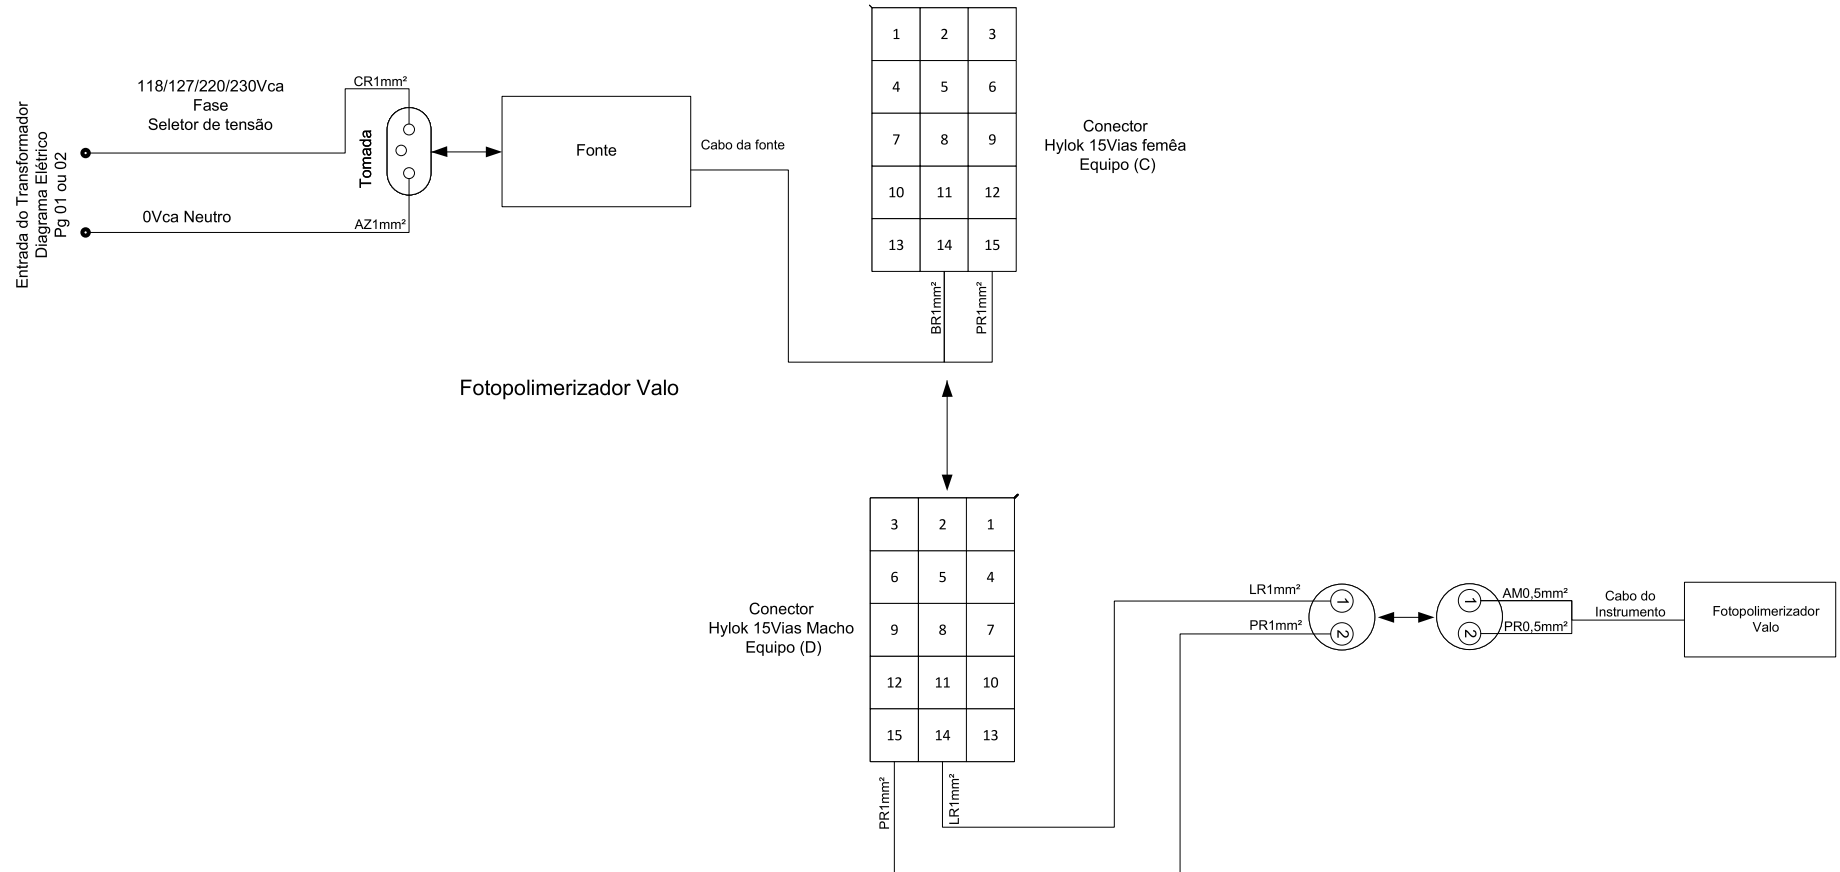 Entrada do Transformador
Diagrama Elétrico
Pg 01 ou 02
118/127/220/230Vca
Fase
Seletor de tensão
0Vca Neutro
CR1mm²
Tomada
AZ1mm²
Fonte
Cabo da fonte
1 2 3
4 5 6
7 8 9
10 11 12
13 14 15
Conector
Hylok 15Vias femêa
Equipo (C)
BR1mm²
PR1mm²
Fotopolimerizador Valo
3 2 1
6 5 4
9 8 7
12 11 10
15 14 13
Conector
Hylok 15Vias Macho
Equipo (D)
PR1mm²
LR1mm²
LR1mm²
PR1mm²
1
2
1
2
AM0,5mm²
PR0,5mm²
Cabo do
Instrumento
Fotopolimerizador
Valo